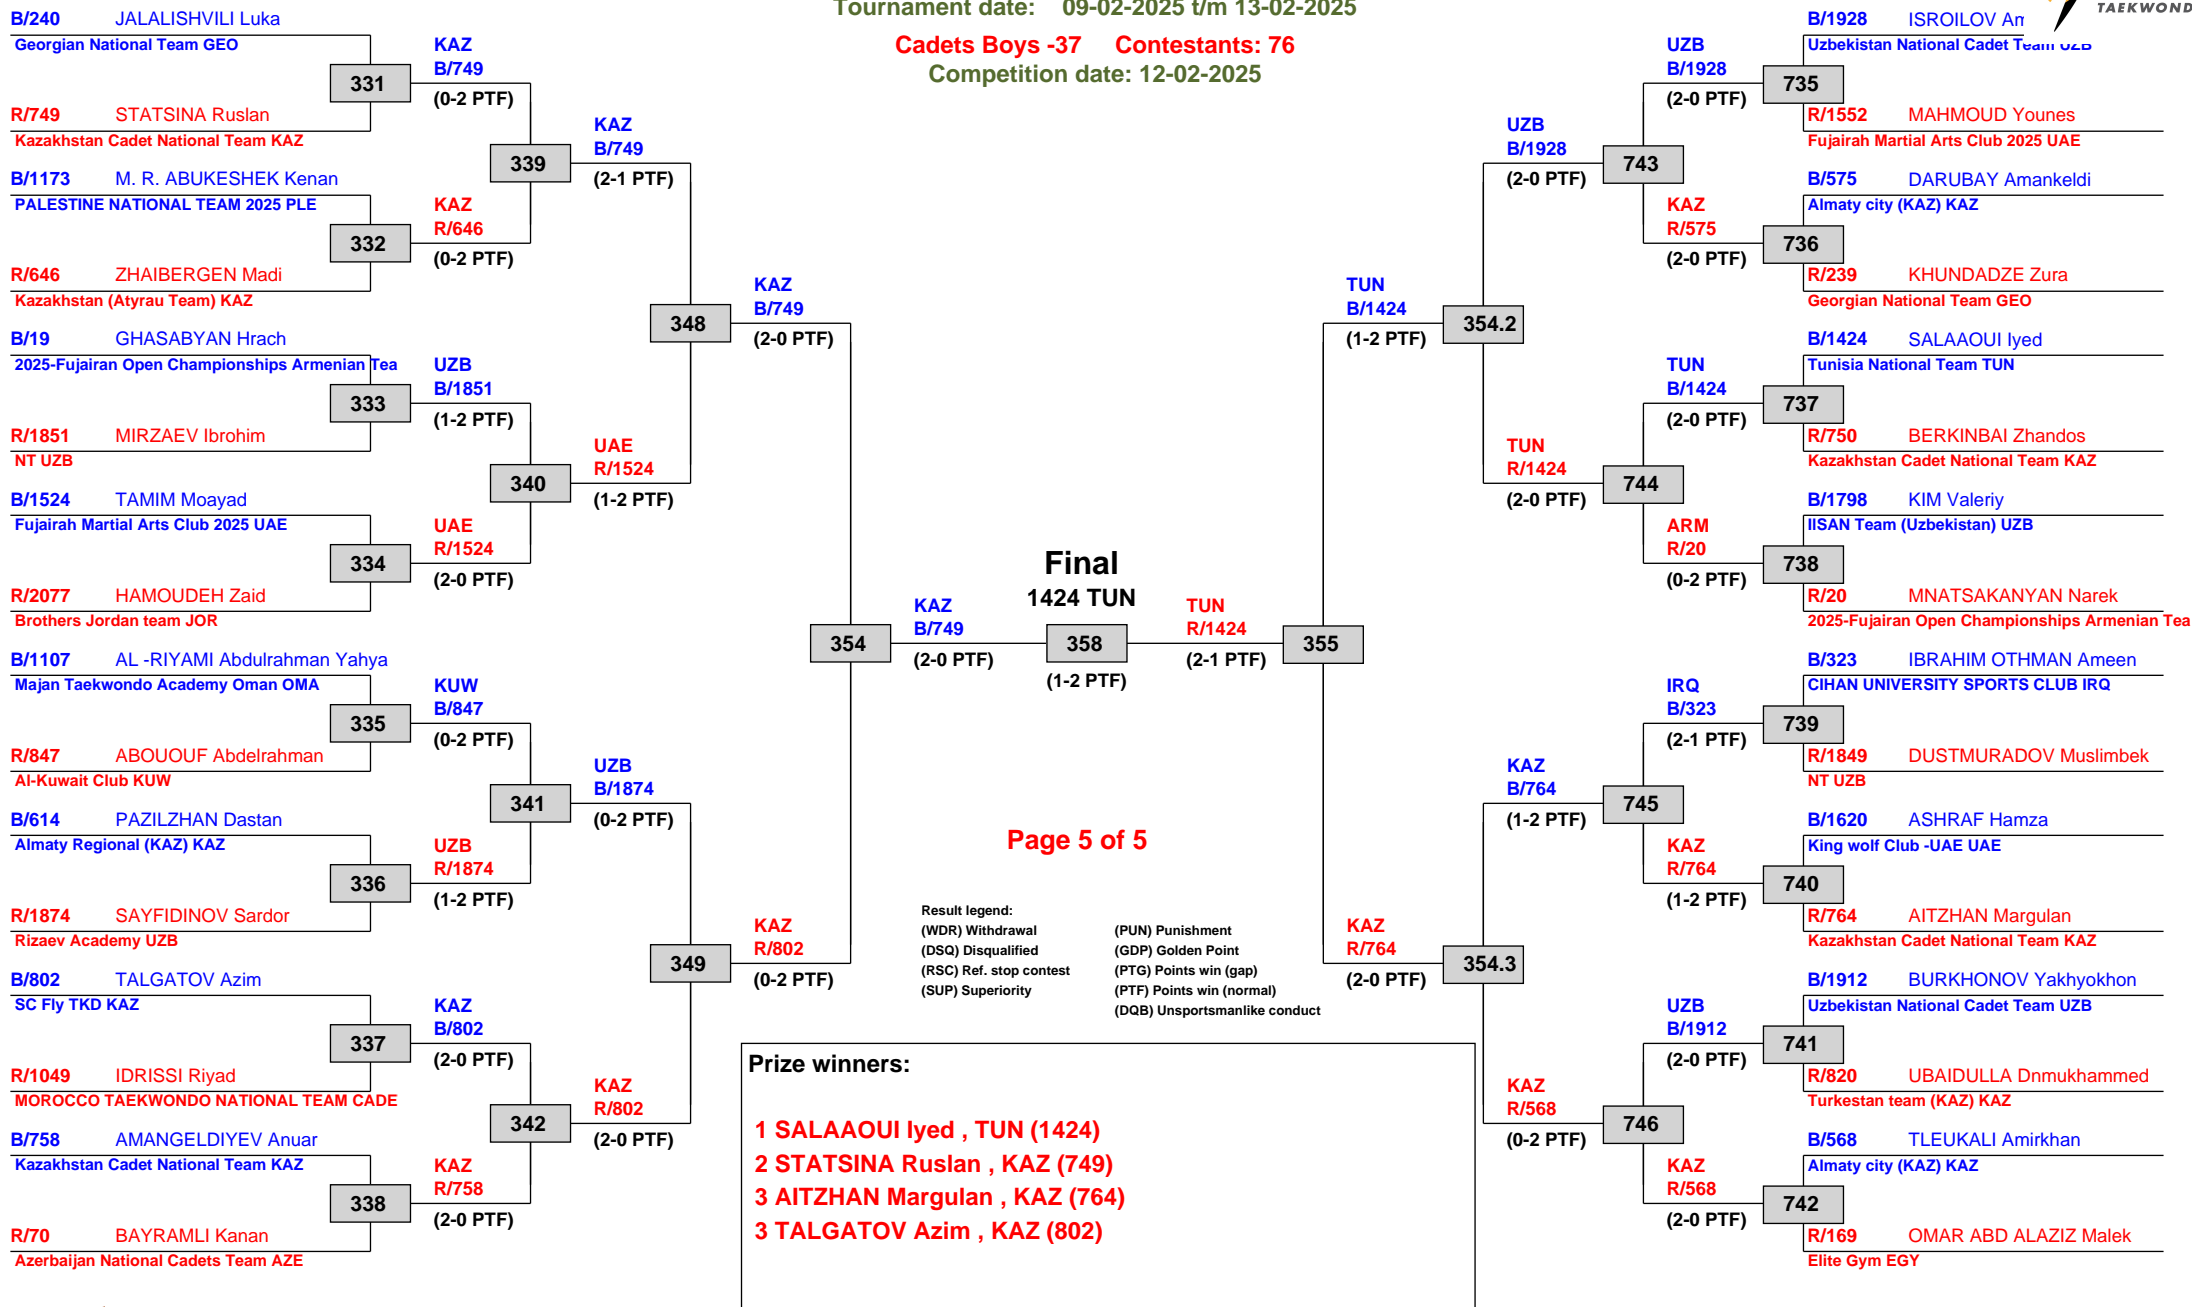 Tournament date: 09-02-2025 t/m 13-02-2025
Cadets Boys -37 Contestants: 76
Competition date: 12-02-2025
TAEKWOND
B/240 JALALISHVILI Luka
Georgian National Team GEO
331
R/749 STATSINA Ruslan
Kazakhstan Cadet National Team KAZ
B/1173 M. R. ABUKESHEK Kenan
PALESTINE NATIONAL TEAM 2025 PLE
332
R/646 ZHAIBERGEN Madi
Kazakhstan (Atyrau Team) KAZ
B/19 GHASABYAN Hrach
2025-Fujairan Open Championships Armenian Tea
333
R/1851 MIRZAEV Ibrohim
NT UZB
B/1524 TAMIM Moayad
Fujairah Martial Arts Club 2025 UAE
334
R/2077 HAMOUDEH Zaid
Brothers Jordan team JOR
B/1107 AL -RIYAMI Abdulrahman Yahya
Majan Taekwondo Academy Oman OMA
335
R/847 ABOUOUF Abdelrahman
Al-Kuwait Club KUW
B/614 PAZILZHAN Dastan
Almaty Regional (KAZ) KAZ
336
R/1874 SAYFIDINOV Sardor
Rizaev Academy UZB
B/802 TALGATOV Azim
SC Fly TKD KAZ
337
R/1049 IDRISSI Riyad
MOROCCO TAEKWONDO NATIONAL TEAM CADE
B/758 AMANGELDIYEV Anuar
Kazakhstan Cadet National Team KAZ
338
R/70 BAYRAMLI Kanan
Azerbaijan National Cadets Team AZE
KAZ
B/749
(0-2 PTF)
339
KAZ
R/646
(0-2 PTF)
UZB
B/1851
(1-2 PTF)
340
UAE
R/1524
(2-0 PTF)
KUW
B/847
(0-2 PTF)
341
UZB
R/1874
(1-2 PTF)
KAZ
B/802
(2-0 PTF)
342
KAZ
R/758
(2-0 PTF)
KAZ
B/749
(2-1 PTF)
348
UAE
R/1524
(1-2 PTF)
UZB
B/1874
(0-2 PTF)
349
KAZ
R/802
(2-0 PTF)
KAZ
B/749
(2-0 PTF)
354
KAZ
R/802
(0-2 PTF)
KAZ
B/749
(2-0 PTF)
Final
1424 TUN
358
(1-2 PTF)
TUN
R/1424
(2-1 PTF)
355
TUN
B/1424
(1-2 PTF)
354.2
KAZ
R/764
(2-0 PTF)
354.3
UZB
B/1928
(2-0 PTF)
743
TUN
R/1424
(2-0 PTF)
744
KAZ
B/764
(1-2 PTF)
745
KAZ
R/568
(0-2 PTF)
746
UZB
B/1928
(2-0 PTF)
735
KAZ
R/575
(2-0 PTF)
736
TUN
B/1424
(2-0 PTF)
737
ARM
R/20
(0-2 PTF)
738
IRQ
B/323
(2-1 PTF)
739
KAZ
R/764
(1-2 PTF)
740
UZB
B/1912
(2-0 PTF)
741
KAZ
R/568
(2-0 PTF)
742
B/1928 ISROILOV
Uzbekistan National Cadet Team UZB
R/1552 MAHMOUD Younes
Fujairah Martial Arts Club 2025 UAE
B/575 DARUBAY Amankeldi
Almaty city (KAZ) KAZ
R/239 KHUNDADZE Zura
Georgian National Team GEO
B/1424 SALAAOUI Iyed
Tunisia National Team TUN
R/750 BERKINBAI Zhandos
Kazakhstan Cadet National Team KAZ
B/1798 KIM Valeriy
IISAN Team (Uzbekistan) UZB
R/20 MNATSAKANYAN Narek
2025-Fujairan Open Championships Armenian Tea
B/323 IBRAHIM OTHMAN Ameen
CIHAN UNIVERSITY SPORTS CLUB IRQ
R/1849 DUSTMURADOV Muslimbek
NT UZB
B/1620 ASHRAF Hamza
King wolf Club -UAE UAE
R/764 AITZHAN Margulan
Kazakhstan Cadet National Team KAZ
B/1912 BURKHONOV Yakhyokhon
Uzbekistan National Cadet Team UZB
R/820 UBAIDULLA Dnmukhammed
Turkestan team (KAZ) KAZ
B/568 TLEUKALI Amirkhan
Almaty city (KAZ) KAZ
R/169 OMAR ABD ALAZIZ Malek
Elite Gym EGY
Page 5 of 5
Result legend:
(WDR) Withdrawal (PUN) Punishment
(DSQ) Disqualified (GDP) Golden Point
(RSC) Ref. stop contest (PTG) Points win (gap)
(SUP) Superiority (PTF) Points win (normal)
(DQB) Unsportsmanlike conduct
Prize winners:
1 SALAAOUI Iyed , TUN (1424)
2 STATSINA Ruslan , KAZ (749)
3 AITZHAN Margulan , KAZ (764)
3 TALGATOV Azim , KAZ (802)